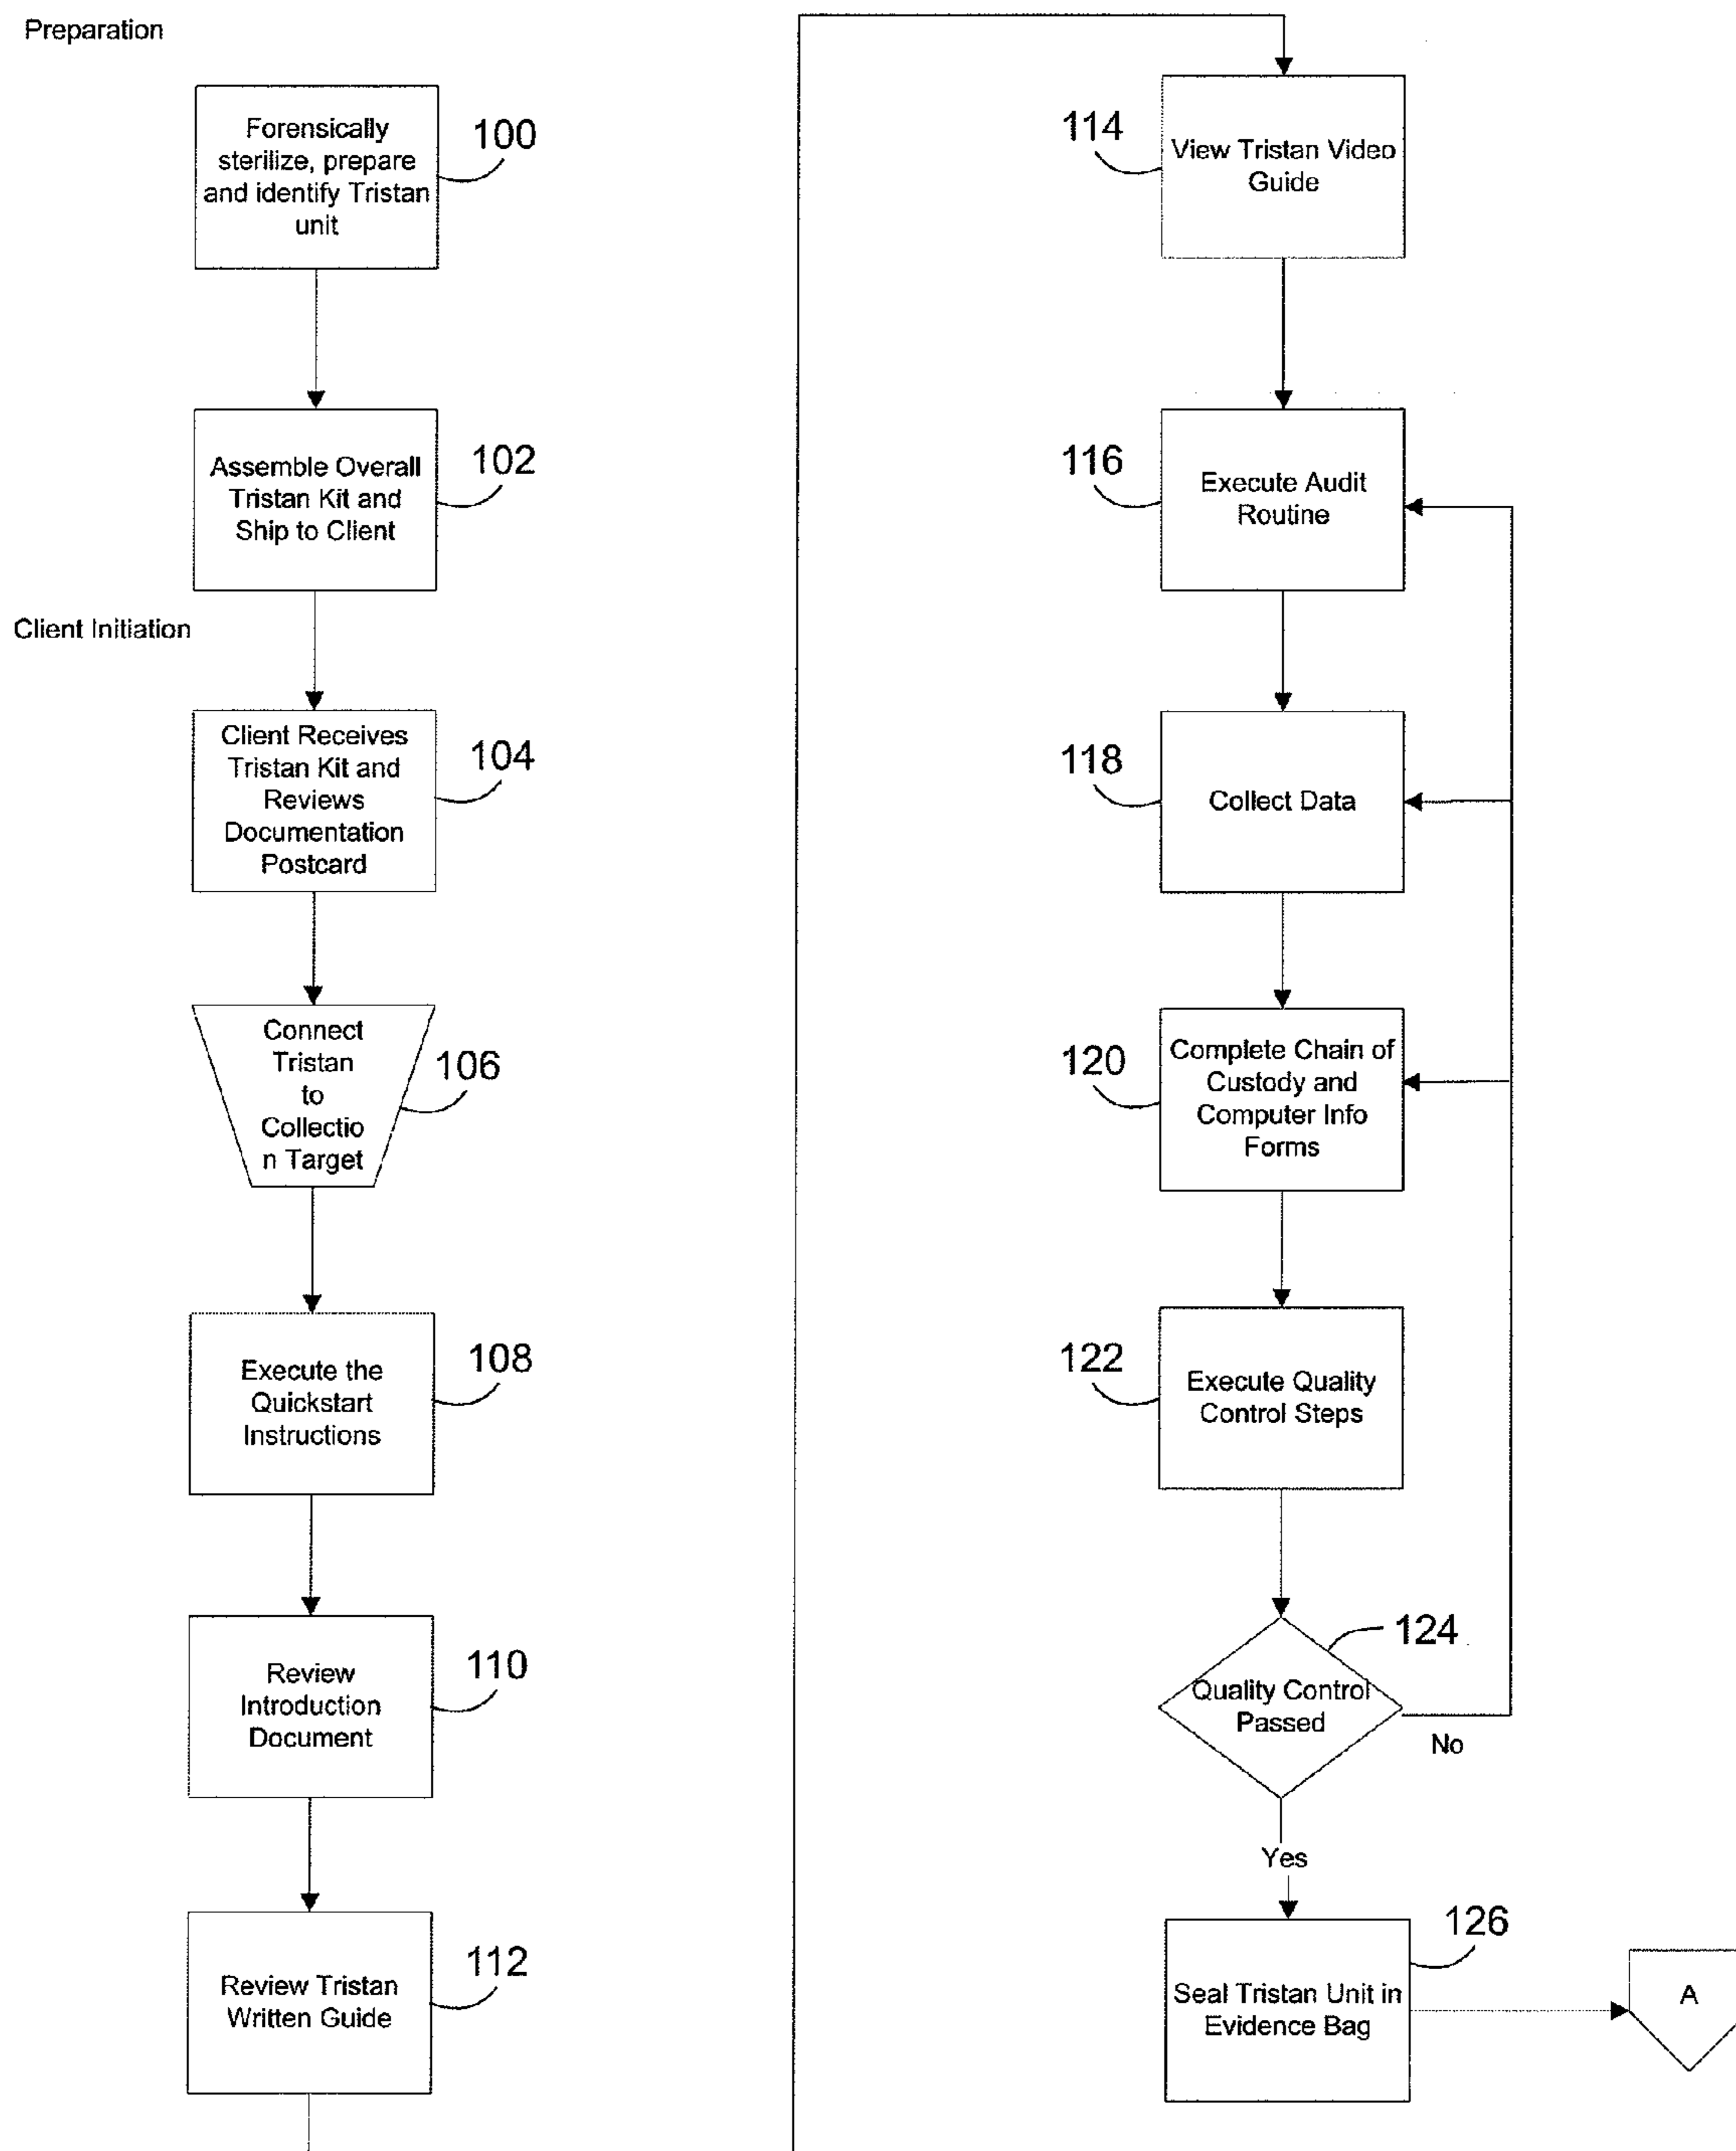 Preparation
Forensically
sterilize, prepare
and identify Tristan
unit
100
Assemble Overall
Tristan Kit and
Ship to Client
102
Client Initiation
Client Receives
Tristan Kit and
Reviews
Documentation
Postcard
104
Connect
Tristan
to
Collectio
n Target
106
Execute the
Quickstart
Instructions
108
Review
Introduction
Document
110
Review Tristan
Written Guide
112
114
View Tristan Video
Guide
116
Execute Audit
Routine
118
Collect Data
120
Complete Chain of
Custody and
Computer Info
Forms
122
Execute Quality
Control Steps
124
Quality Control
Passed
No
Yes
126
Seal Tristan Unit in
Evidence Bag
A